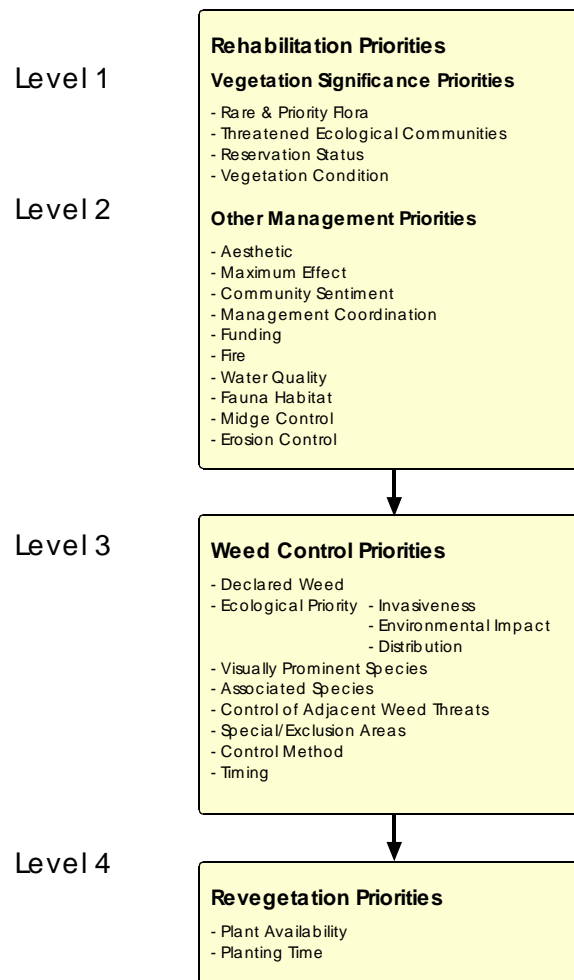 Rehabilitation Priorities
Level 1 Vegetation Significance Priorities
- Rare & Priority Flora
- Threatened Ecological Communities
- Reservation Status
- Vegetation Condition
Level 2 Other Management Priorities
- Aesthetic
- Maximum Effect
- Community Sentiment
- Management Coordination
- Funding
- Fire
- Water Quality
- Fauna Habitat
- Midge Control
- Erosion Control
Level 3 Weed Control Priorities
- Declared Weed
- Ecological Priority - Invasiveness
- Environmental Impact
- Distribution
- Visually Prominent Species
- Associated Species
- Control of Adjacent Weed Threats
- Special/Exclusion Areas
- Control Method
- Timing
Level 4
Revegetation Priorities
- Plant Availability
- Planting Time